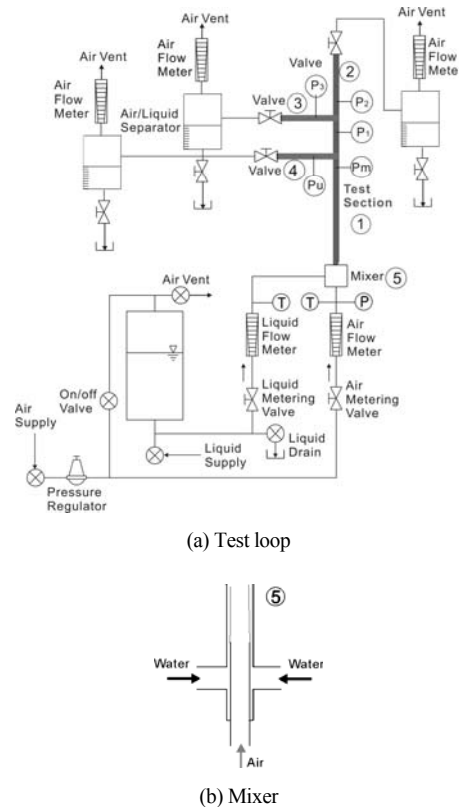 Air Vent
Air
Flow
Meter
Air Vent
Air
Flow
Meter
Air/Liquid
Separator
Valve
②
P3
P2
P1
Pm
Pu
Valve
③
Valve
④
Air Vent
Air
Flow
Mete
Test
Section
①
Mixer
⑤
T
T
P
Liquid
Flow
Meter
Air
Flow
Meter
Liquid
Metering
Valve
Air
Metering
Valve
Air Vent
On/off
Valve
Air
Supply
Pressure
Regulator
Liquid
Supply
Liquid
Drain
(a) Test loop
⑤
Water
Water
Air
(b) Mixer